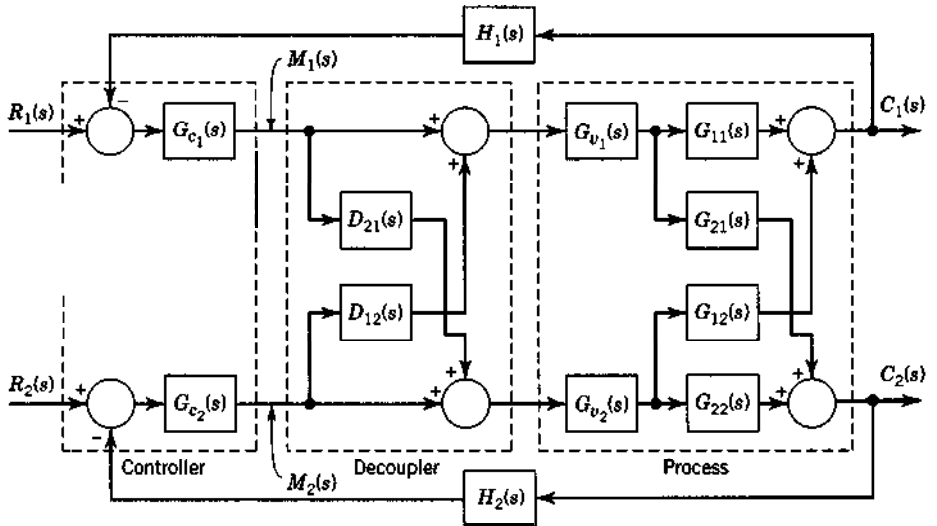 H₁(s)
M₁(s)
R₁(s)
+
−
G_c₁(s)
+
+
G_v₁(s)
G₁₁(s)
+
+
C₁(s)
D₂₁(s)
G₂₁(s)
D₁₂(s)
G₁₂(s)
R₂(s)
+
−
G_c₂(s)
+
+
G_v₂(s)
G₂₂(s)
+
+
C₂(s)
Controller
M₂(s)
Decoupler
Process
H₂(s)